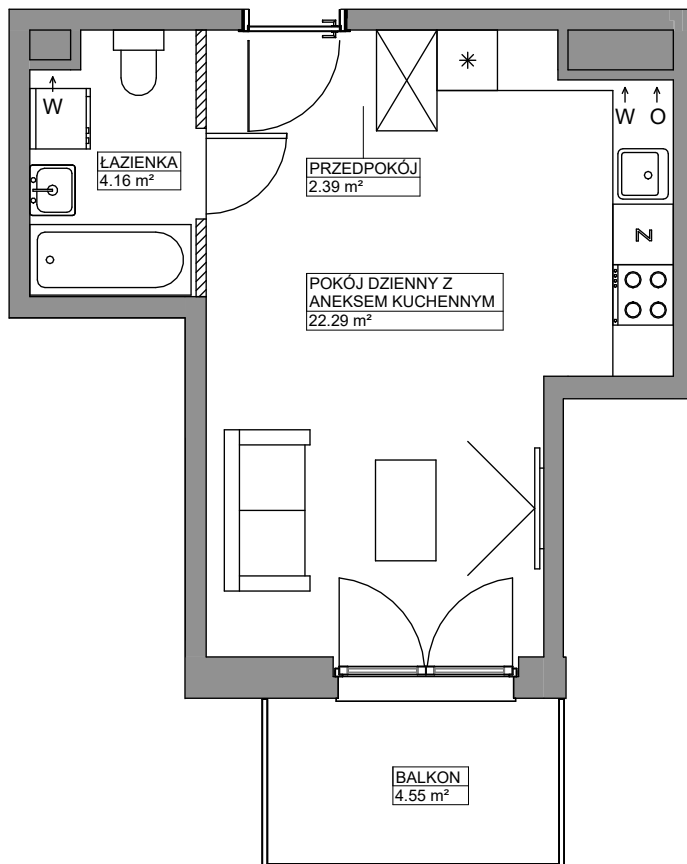 W
ŁAZIENKA
4.16 m²
PRZEDPOKÓJ
2.39 m²
W O
N
POKÓJ DZIENNY Z
ANEKSEM KUCHENNYM
22.29 m²
BALKON
4.55 m²